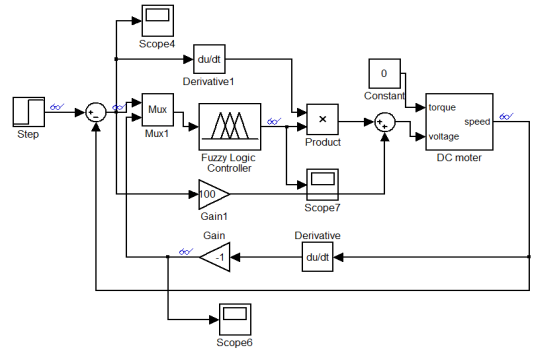 Scope4
du/dt
Derivative1
0
Constant
Step
Mux
Mux1
Fuzzy Logic
Controller
×
Product
torque
speed
voltage
DC moter
100
Gain1
Scope7
Gain
-1
Derivative
du/dt
Scope6